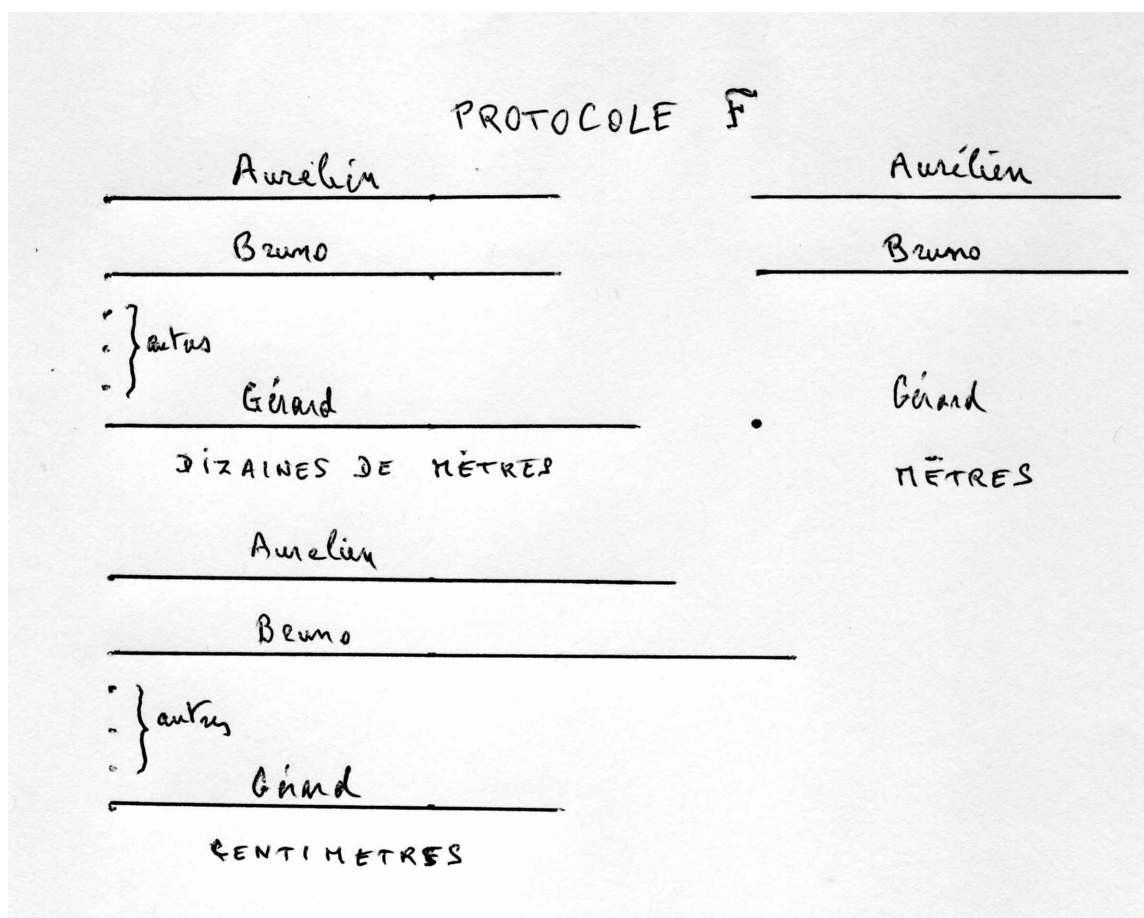 PROTOCOLE F
Aurélien
Aurélien
Bruno
Bruno
autres
Gérard
Gérard
DIZAINES DE MÈTRES
MÈTRES
Aurelien
Bruno
autres
Gérard
CENTIMETRES